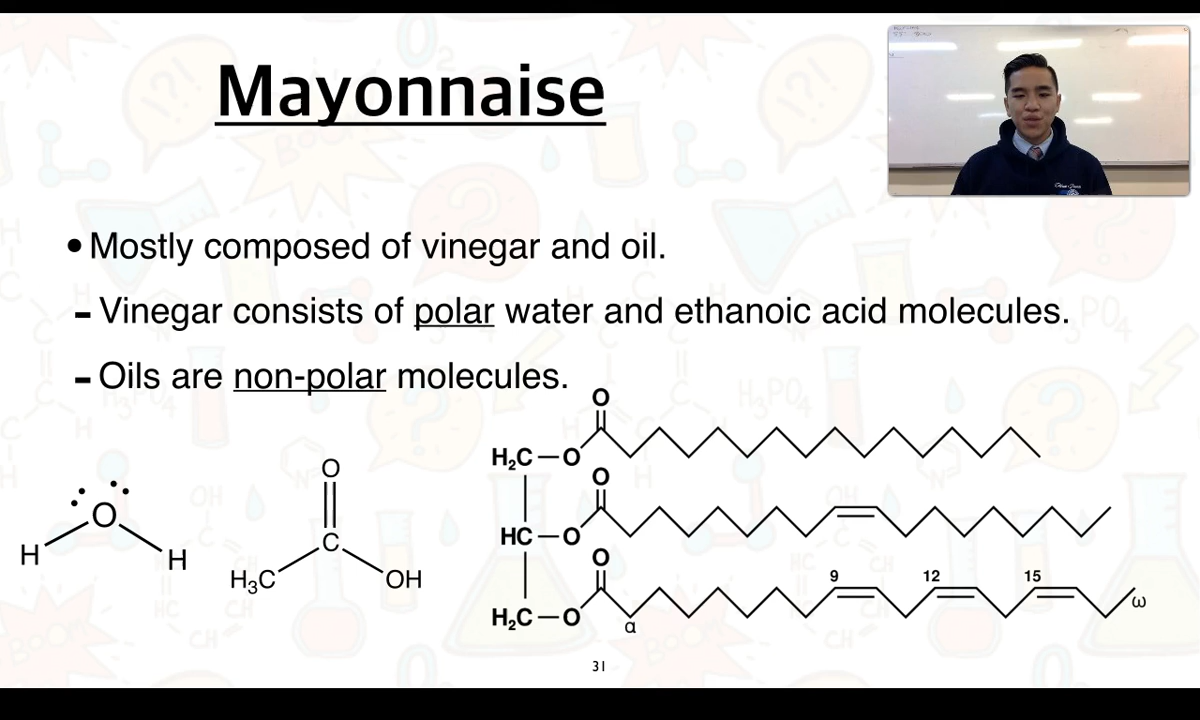 Mayonnaise
• Mostly composed of vinegar and oil.
- Vinegar consists of polar water and ethanoic acid molecules.
- Oils are non-polar molecules.
O
H
H
O
C
H₃C
OH
O
H₂C—O
O
HC—O
O
H₂C—O
α
9
12
15
ω
31